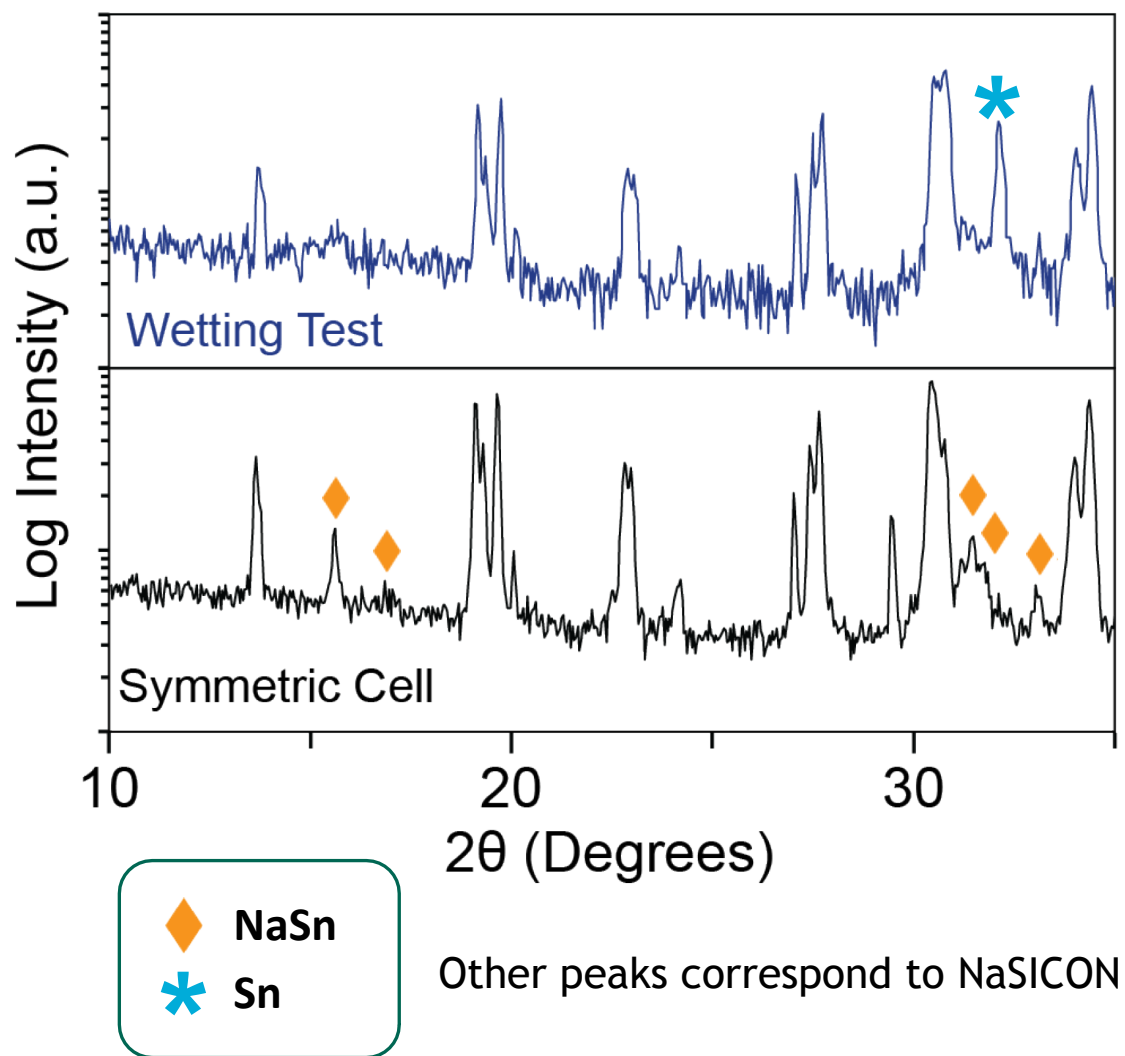 Log Intensity (a.u.)
Wetting Test
Symmetric Cell
10 20 30
2θ (Degrees)
NaSn
Sn
Other peaks correspond to NaSICON